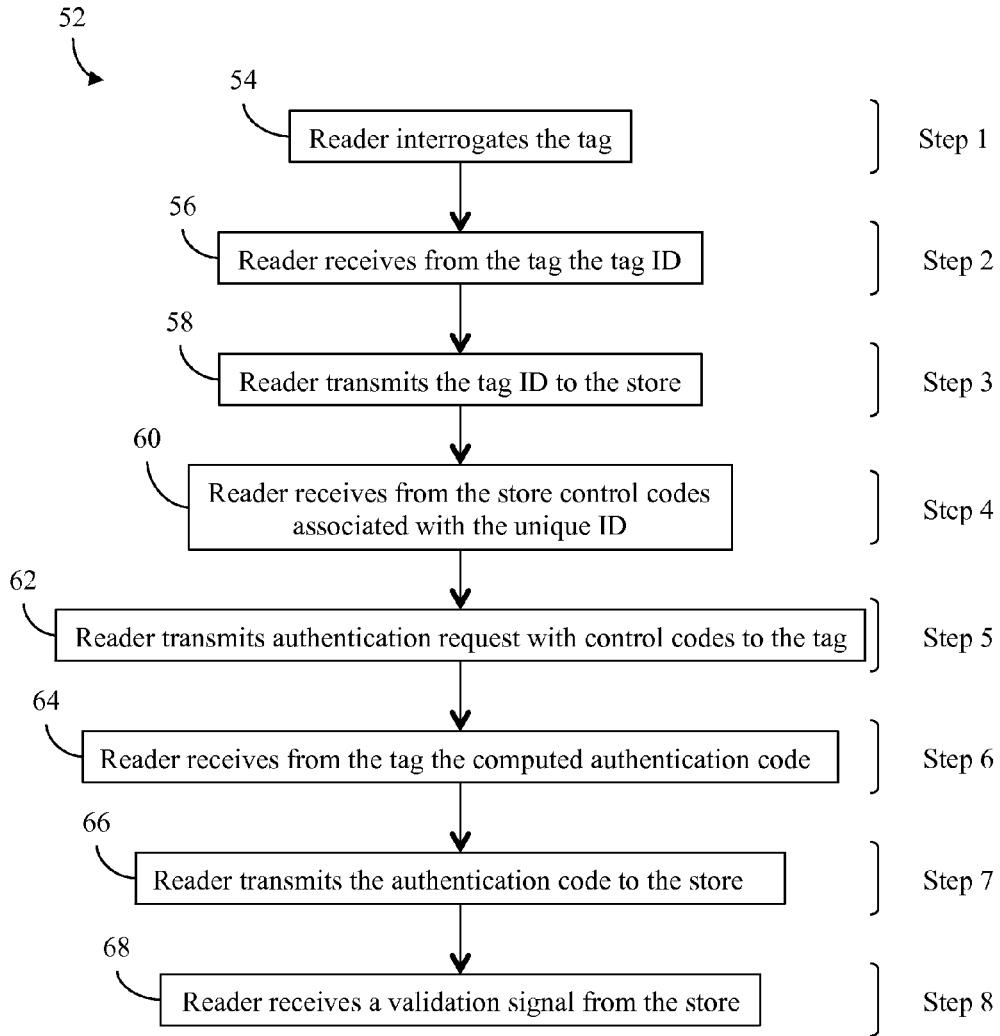 52
54
Reader interrogates the tag
Step 1
56
Reader receives from the tag the tag ID
Step 2
58
Reader transmits the tag ID to the store
Step 3
60
Reader receives from the store control codes
associated with the unique ID
Step 4
62
Reader transmits authentication request with control codes to the tag
Step 5
64
Reader receives from the tag the computed authentication code
Step 6
66
Reader transmits the authentication code to the store
Step 7
68
Reader receives a validation signal from the store
Step 8